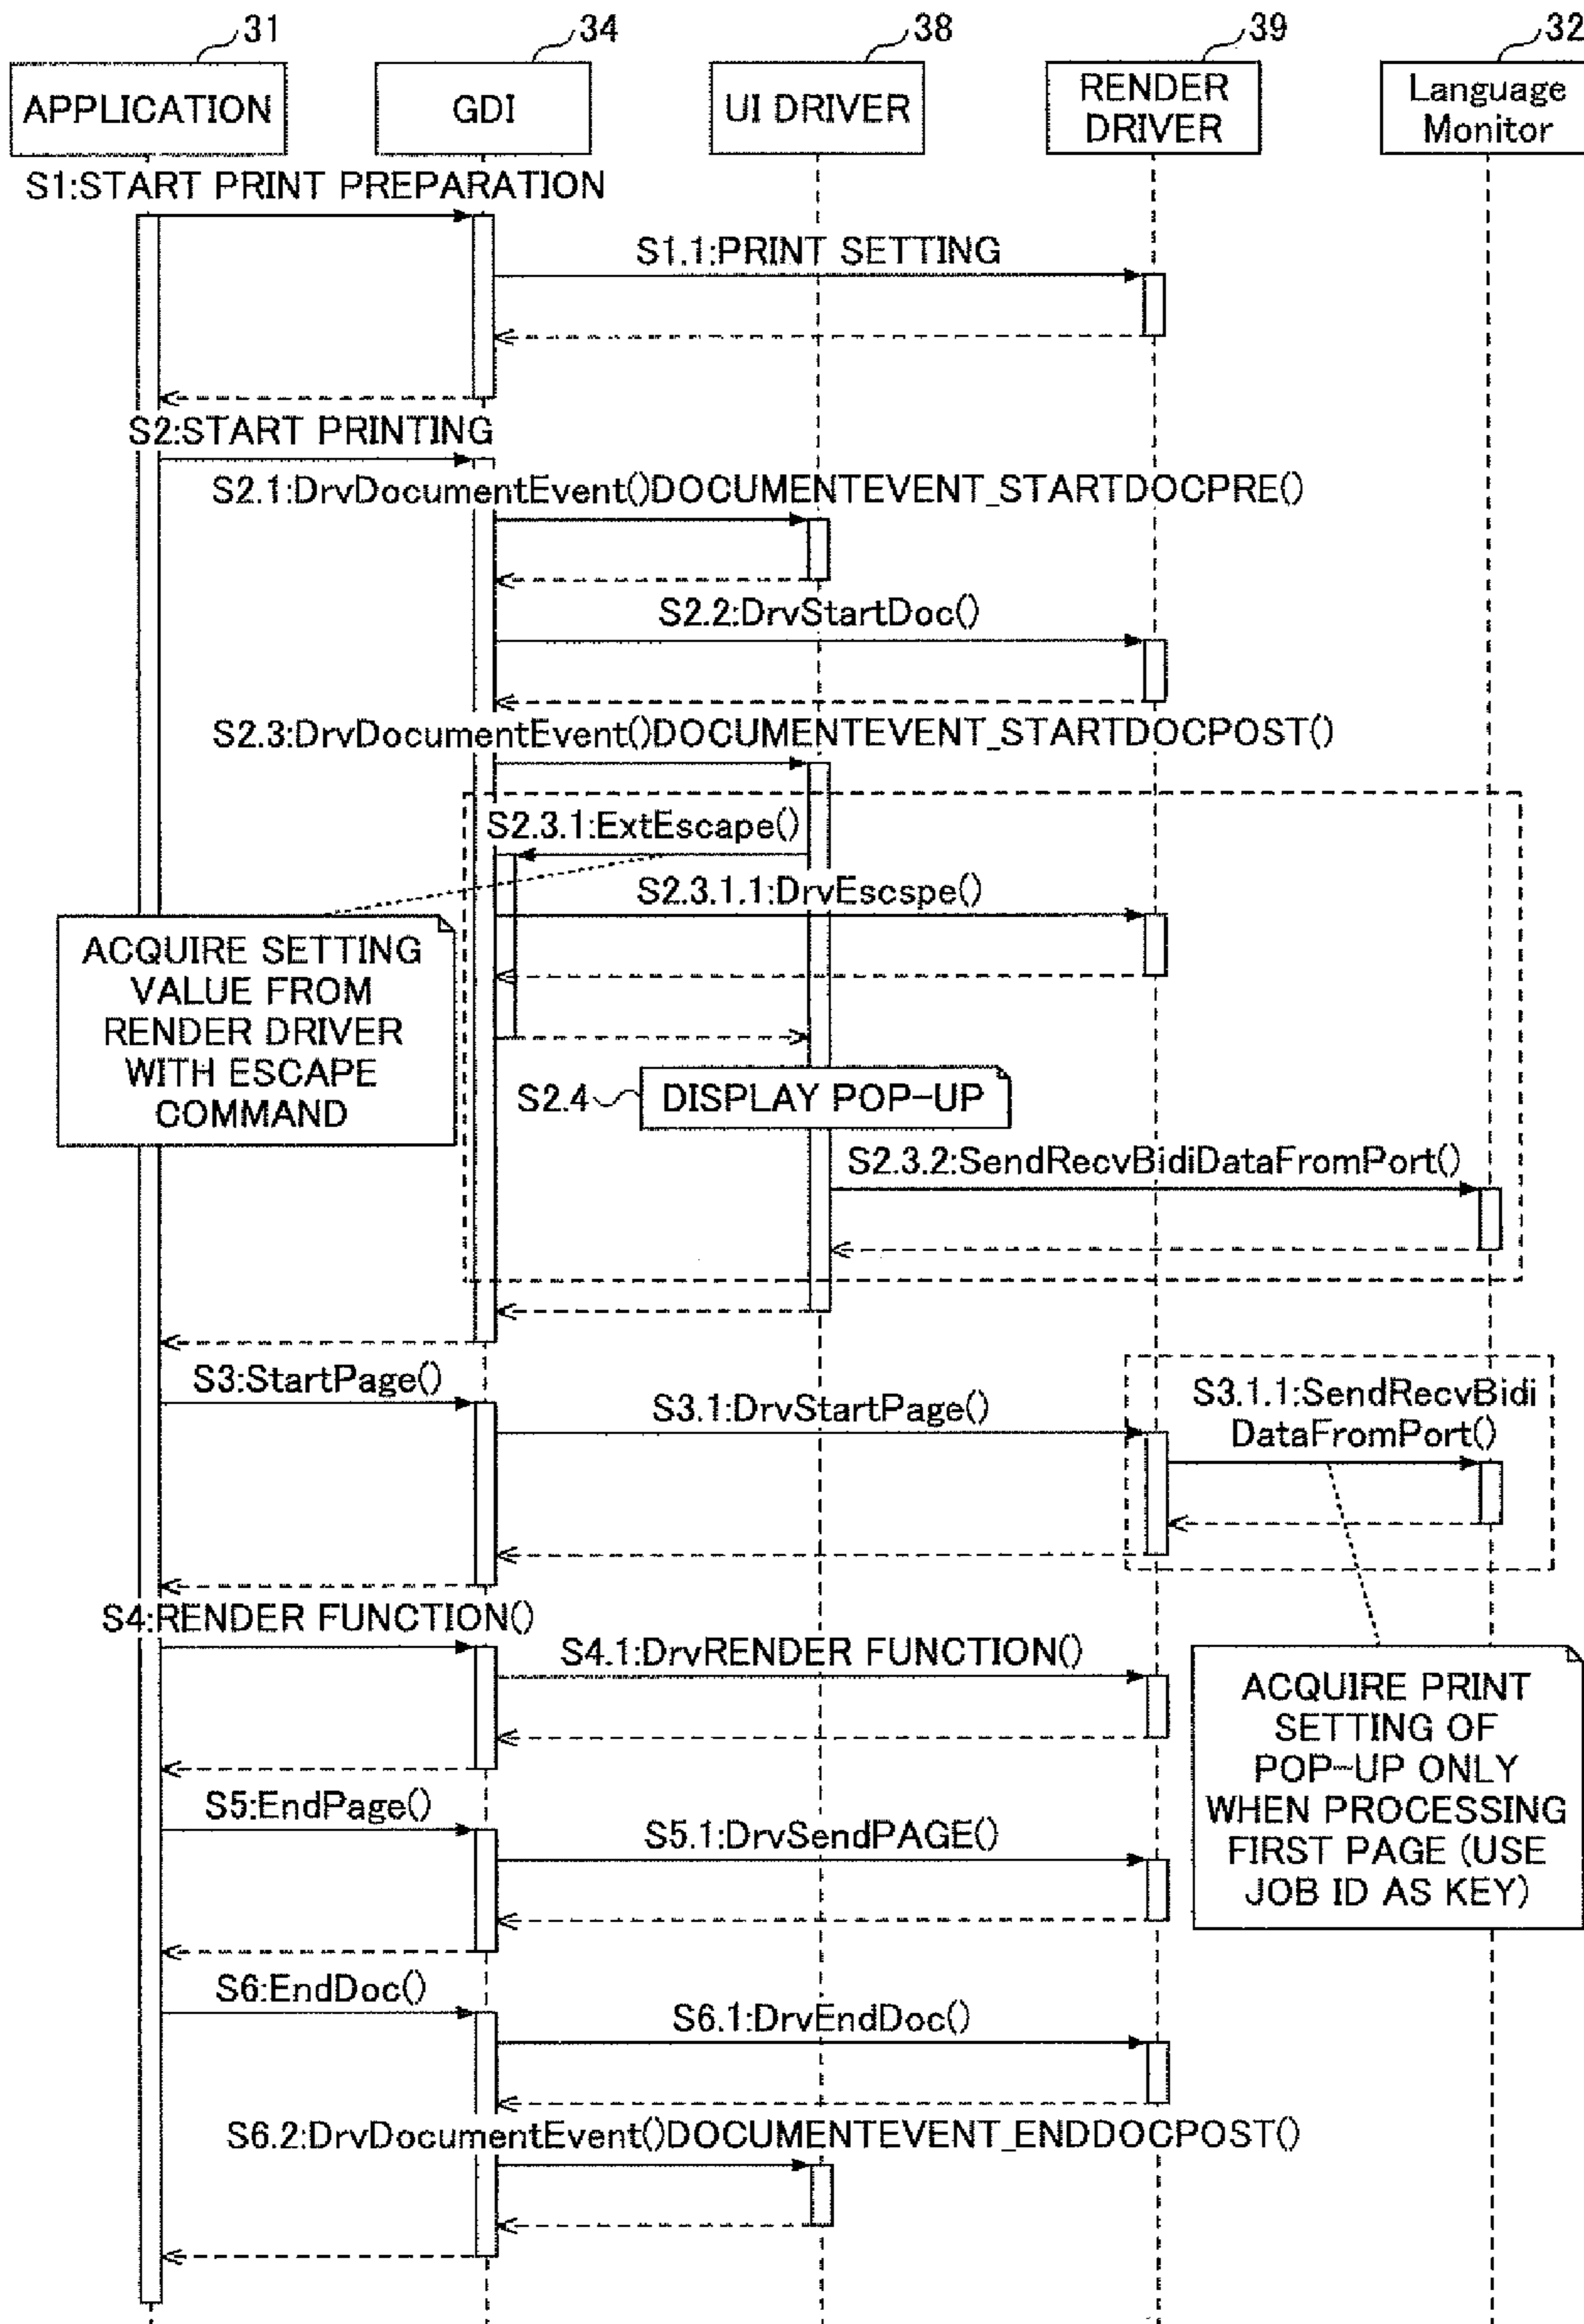 31
34
38
39
32
APPLICATION
GDI
UI DRIVER
RENDER
DRIVER
Language
Monitor
S1:START PRINT PREPARATION
S1.1:PRINT SETTING
S2:START PRINTING
S2.1:DrvDocumentEvent()DOCUMENTEVENT_STARTDOCPRE()
S2.2:DrvStartDoc()
S2.3:DrvDocumentEvent()DOCUMENTEVENT_STARTDOCPOST()
S2.3.1:ExtEscape()
S2.3.1.1:DrvEscspe()
ACQUIRE SETTING
VALUE FROM
RENDER DRIVER
WITH ESCAPE
COMMAND
S2.4
DISPLAY POP-UP
S2.3.2:SendRecvBidiDataFromPort()
S3:StartPage()
S3.1:DrvStartPage()
S3.1.1:SendRecvBidi
DataFromPort()
S4:RENDER FUNCTION()
S4.1:DrvRENDER FUNCTION()
ACQUIRE PRINT
SETTING OF
POP-UP ONLY
WHEN PROCESSING
FIRST PAGE (USE
JOB ID AS KEY)
S5:EndPage()
S5.1:DrvSendPAGE()
S6:EndDoc()
S6.1:DrvEndDoc()
S6.2:DrvDocumentEvent()DOCUMENTEVENT_ENDDOCPOST()